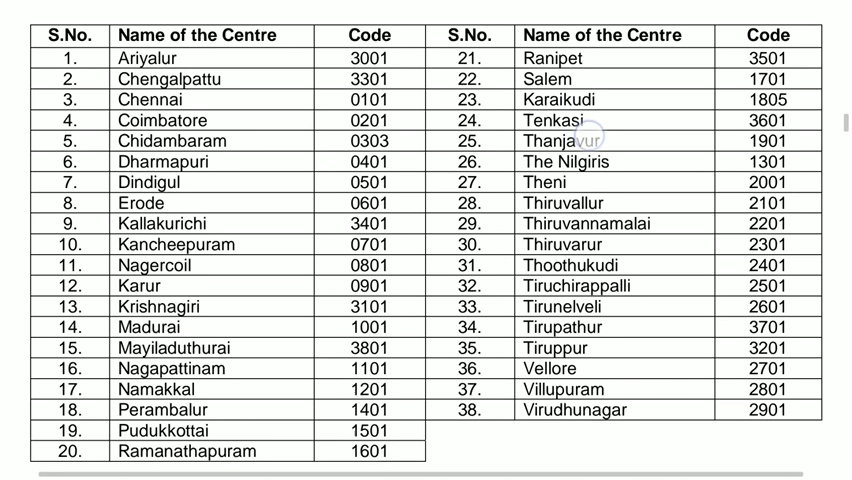 S.No. Name of the Centre Code S.No. Name of the Centre Code
1. Ariyalur 3001 21. Ranipet 3501
2. Chengalpattu 3301 22. Salem 1701
3. Chennai 0101 23. Karaikudi 1805
4. Coimbatore 0201 24. Tenkasi 3601
5. Chidambaram 0303 25. Thanjavur 1901
6. Dharmapuri 0401 26. The Nilgiris 1301
7. Dindigul 0501 27. Theni 2001
8. Erode 0601 28. Thiruvallur 2101
9. Kallakurichi 3401 29. Thiruvannamalai 2201
10. Kancheepuram 0701 30. Thiruvarur 2301
11. Nagercoil 0801 31. Thoothukudi 2401
12. Karur 0901 32. Tiruchirappalli 2501
13. Krishnagiri 3101 33. Tirunelveli 2601
14. Madurai 1001 34. Tirupathur 3701
15. Mayiladuthurai 3801 35. Tiruppur 3201
16. Nagapattinam 1101 36. Vellore 2701
17. Namakkal 1201 37. Villupuram 2801
18. Perambalur 1401 38. Virudhunagar 2901
19. Pudukkottai 1501
20. Ramanathapuram 1601